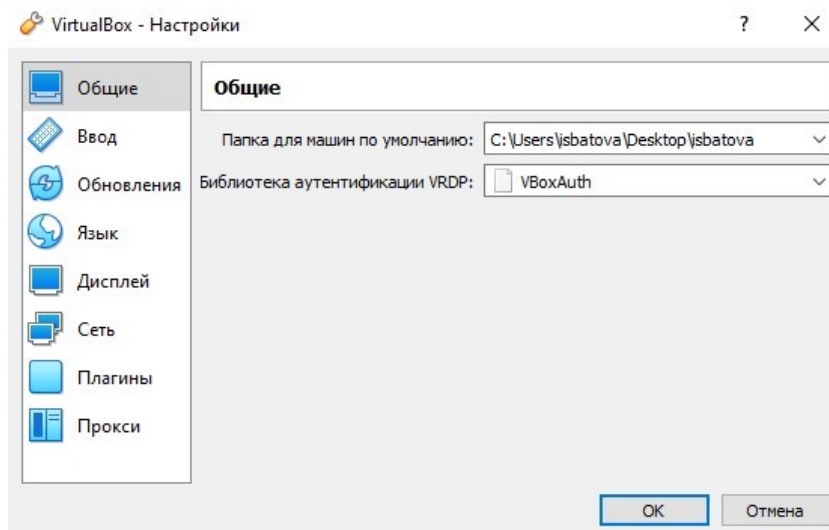 VirtualBox - Настройки
?
Общие
Ввод
Обновления
Язык
Дисплей
Сеть
Плагины
Прокси
Общие
Папка для машин по умолчанию: C:\Users\jsbatova\Desktop\jsbatova
Библиотека аутентификации VRDP: VBoxAuth
OK Отмена